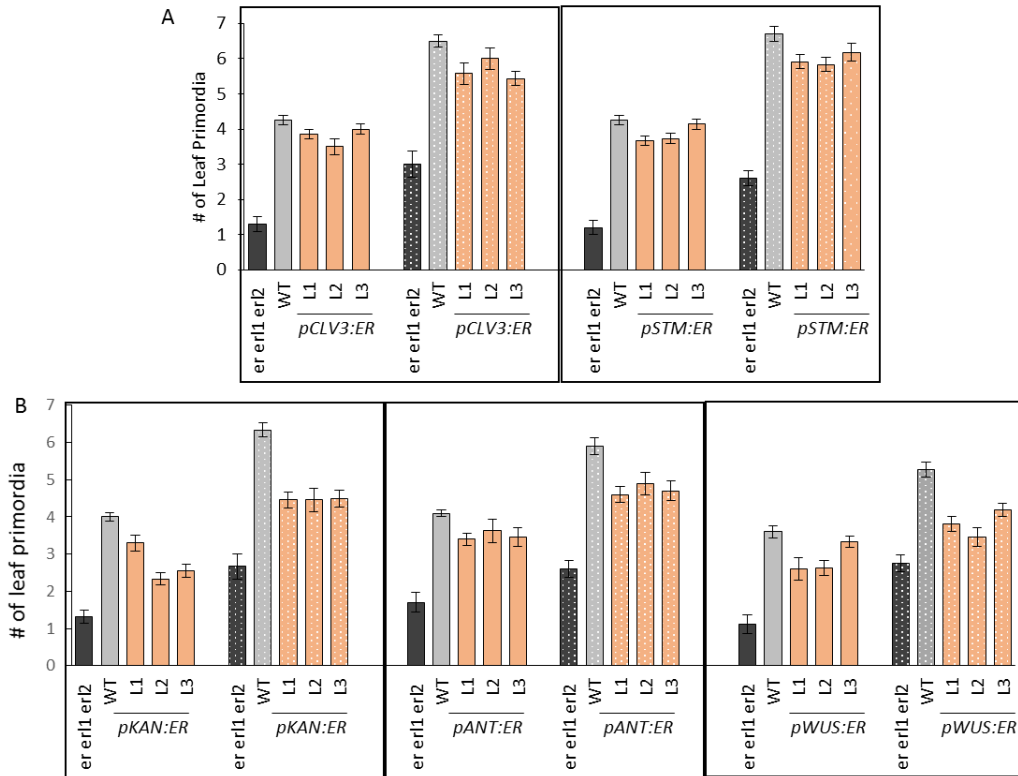 A
# of Leaf Primordia
7
6
5
4
3
2
1
0
er erl1 erl2
WT
L1
L2
L3
pCLV3:ER
er erl1 erl2
WT
L1
L2
L3
pCLV3:ER
er erl1 erl2
WT
L1
L2
L3
pSTM:ER
er erl1 erl2
WT
L1
L2
L3
pSTM:ER
B
# of leaf primordia
7
6
5
4
3
2
1
0
er erl1 erl2
WT
L1
L2
L3
pKAN:ER
er erl1 erl2
WT
L1
L2
L3
pKAN:ER
er erl1 erl2
WT
L1
L2
L3
pANT:ER
er erl1 erl2
WT
L1
L2
L3
pANT:ER
er erl1 erl2
WT
L1
L2
L3
pWUS:ER
er erl1 erl2
WT
L1
L2
L3
pWUS:ER